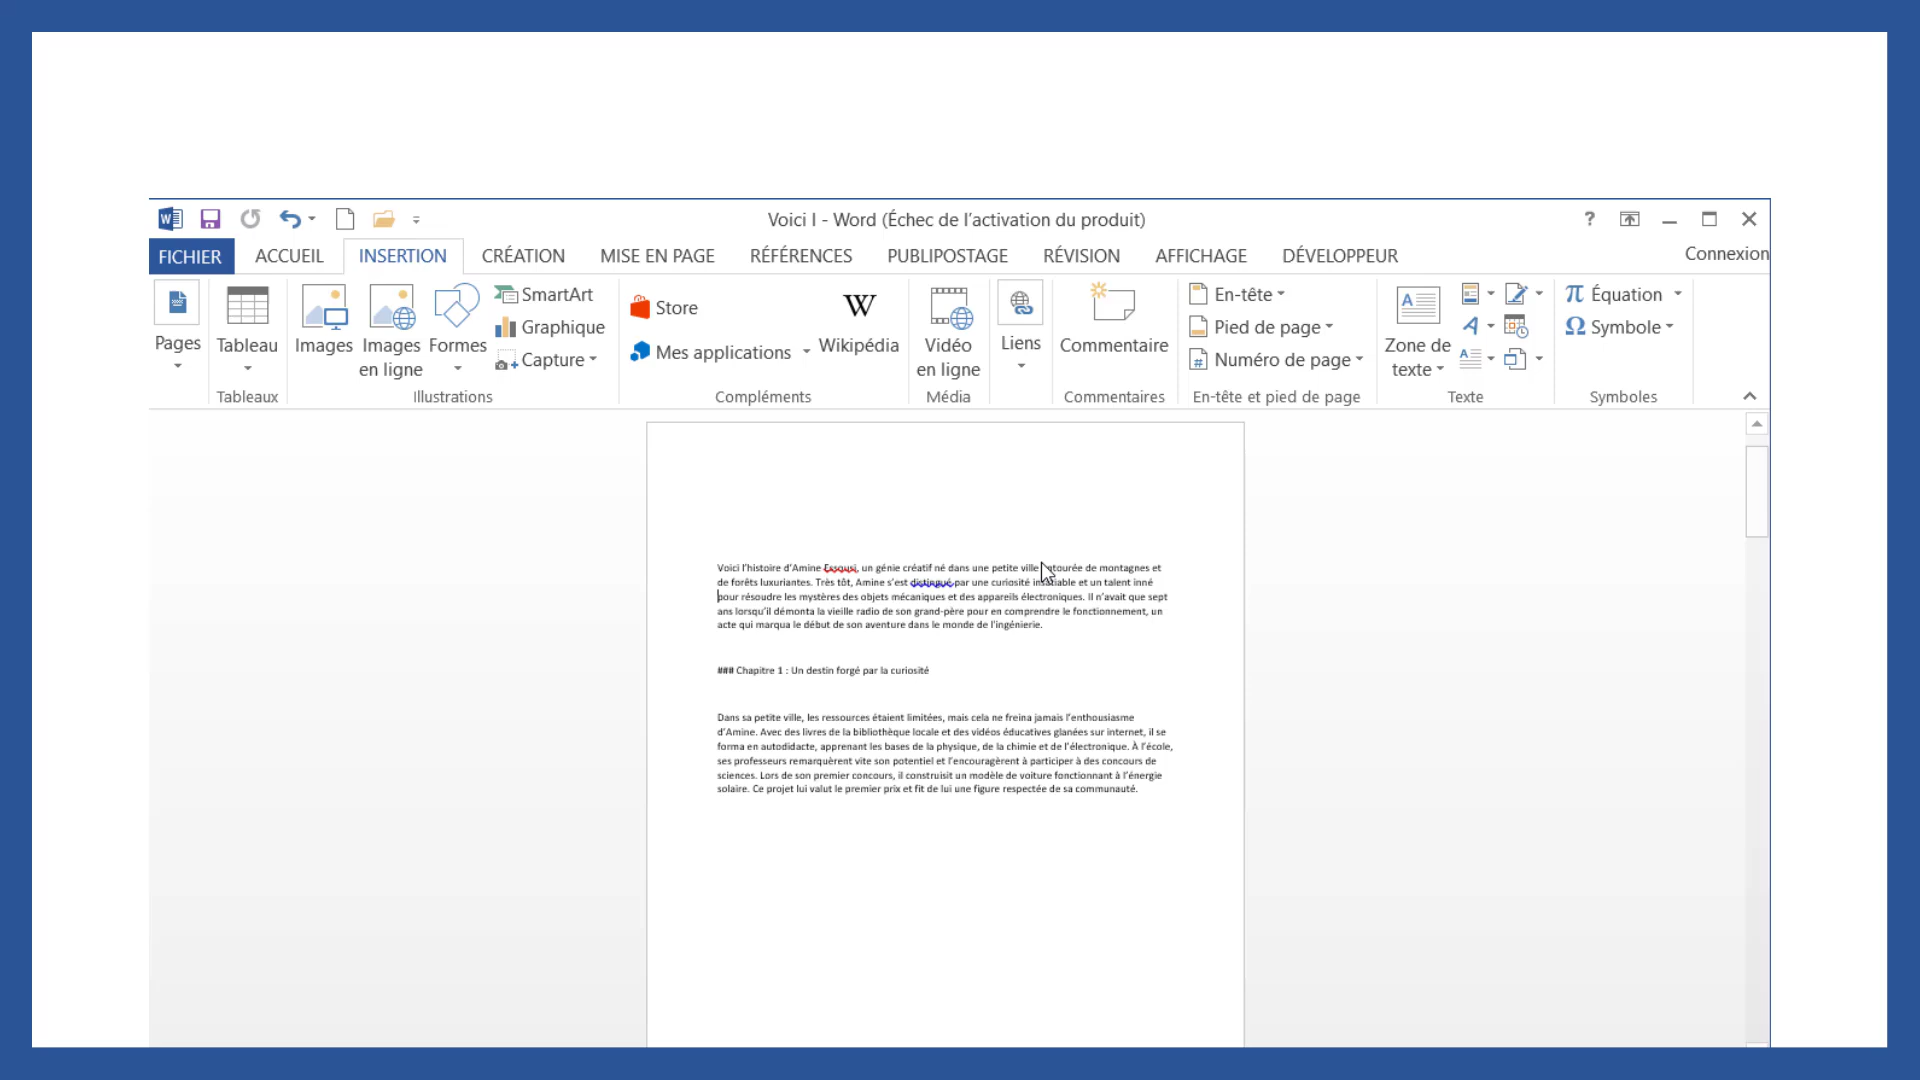 Voici I - Word (Échec de l'activation du produit)
?
FICHIER ACCUEIL INSERTION CRÉATION MISE EN PAGE RÉFÉRENCES PUBLIPOSTAGE RÉVISION AFFICHAGE DÉVELOPPEUR Connexion
Pages
Tableau
Tableaux
Images
Images
en ligne
Formes
SmartArt
Graphique
Capture
Illustrations
Store
Mes applications
W
Wikipédia
Compléments
Vidéo
en ligne
Média
Liens
Commentaire
Commentaires
En-tête
Pied de page
Numéro de page
En-tête et pied de page
Zone de
texte
Texte
π Équation
Ω Symbole
Symboles
Voici l'histoire d'Amine Essousi, un génie créatif né dans une petite ville entourée de montagnes et
de forêts luxuriantes. Très tôt, Amine s'est distingué par une curiosité insatiable et un talent inné
pour résoudre les mystères des objets mécaniques et des appareils électroniques. Il n'avait que sept
ans lorsqu'il démonta la vieille radio de son grand-père pour en comprendre le fonctionnement, un
acte qui marqua le début de son aventure dans le monde de l'ingénierie.
### Chapitre 1 : Un destin forgé par la curiosité
Dans sa petite ville, les ressources étaient limitées, mais cela ne freina jamais l'enthousiasme
d'Amine. Avec des livres de la bibliothèque locale et des vidéos éducatives glanées sur internet, il se
forma en autodidacte, apprenant les bases de la physique, de la chimie et de l'électronique. À l'école,
ses professeurs remarquèrent vite son potentiel et l'encouragèrent à participer à des concours de
sciences. Lors de son premier concours, il construisit un modèle de voiture fonctionnant à l'énergie
solaire. Ce projet lui valut le premier prix et fit de lui une figure respectée de sa communauté.